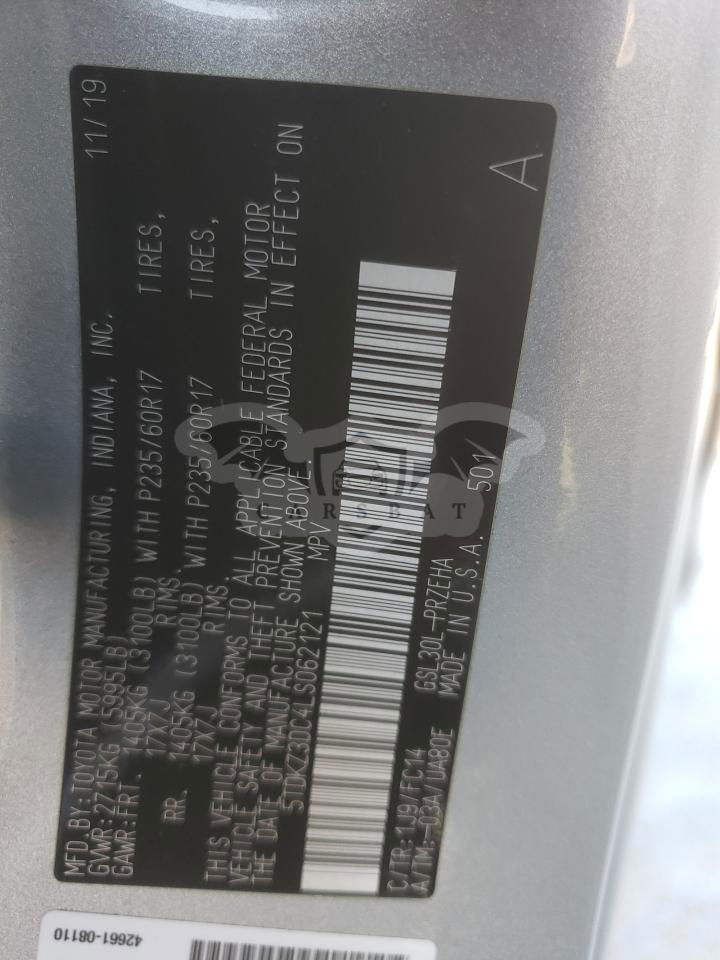 MFD.BY:TOYOTA MOTOR MANUFACTURING, INDIANA, INC. 11/19
GVWR:2715KG (5995LB)
GAWR:FRT. 1405KG (3100LB) WITH P235/60R17 TIRES,
17X7J RIMS.
RR. 1405KG (3100LB) WITH P235/60R17 TIRES,
17X7J RIMS.
THIS VEHICLE CONFORMS TO ALL APPLICABLE FEDERAL MOTOR
VEHICLE SAFETY AND THEFT PREVENTION STANDARDS IN EFFECT ON
THE DATE OF MANUFACTURE SHOWN ABOVE.
5TDKZ3DC4LS062121 MPV
A
C/TR:1J9/FC14 GSL30L-PRZEHA
A/TM:-03A/UA80E MADE IN U.S.A. 501
42661-08110
CARSBAT